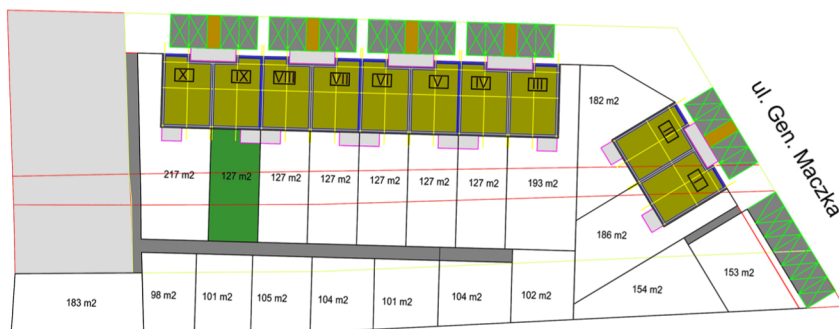 X
IX
VIII
VII
VI
V
IV
III
II
I
ul. Gen. Maczka
182 m2
217 m2
127 m2
127 m2
127 m2
127 m2
127 m2
127 m2
193 m2
186 m2
183 m2
98 m2
101 m2
105 m2
104 m2
101 m2
104 m2
102 m2
154 m2
153 m2